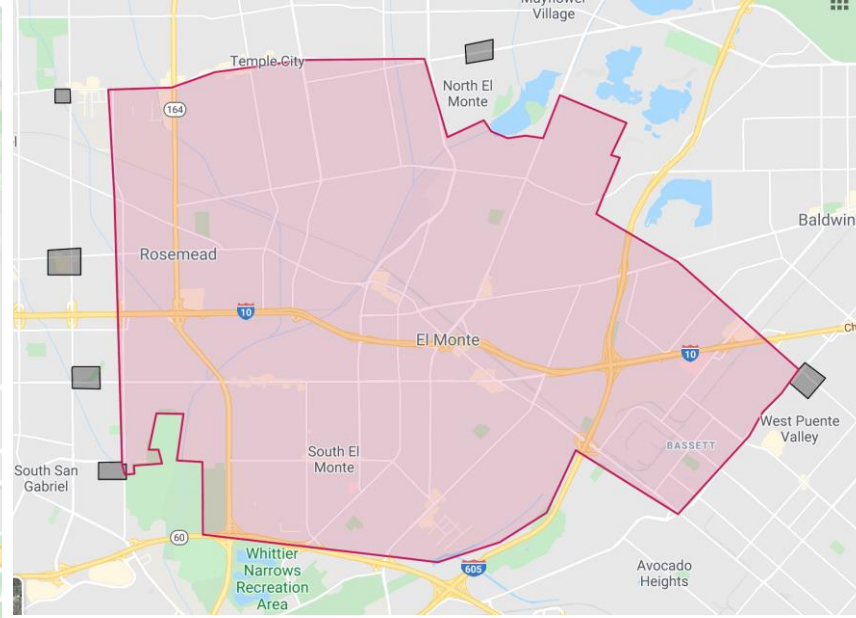 Village
Temple City
North El
Monte
164
Baldwin
Rosemead
10
El Monte
10
Ch
West Puente
Valley
BASSETT
South El
Monte
South San
Gabriel
60
Whittier
Narrows
Recreation
Area
605
Avocado
Heights